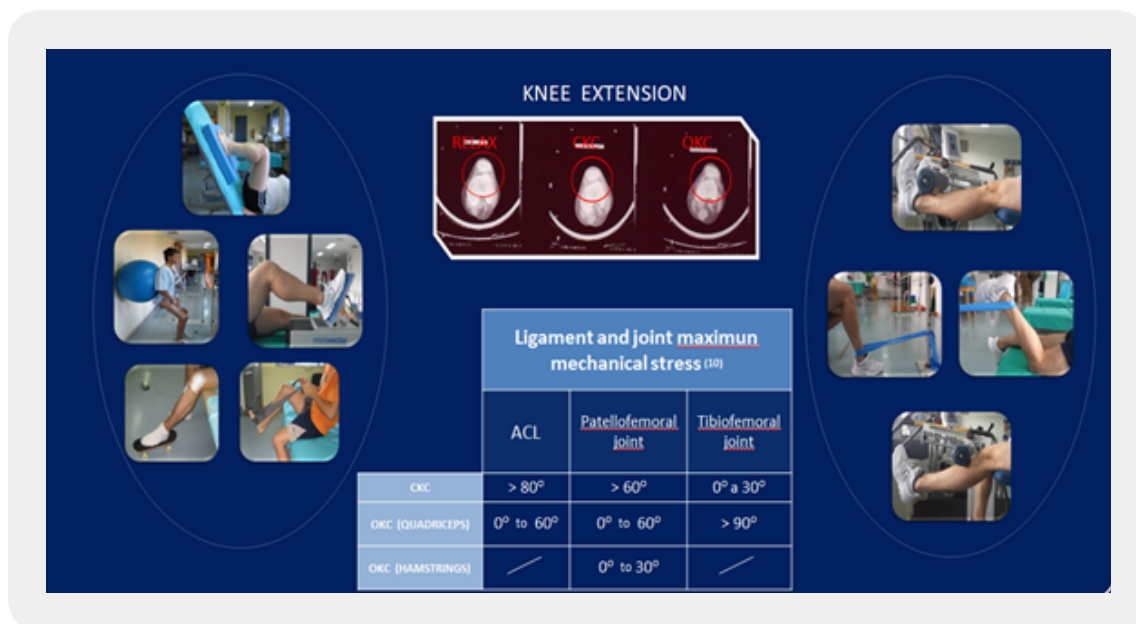 KNEE EXTENSION
RELAX
CKC
OKC
Ligament and joint maximun
mechanical stress (10)
ACL
Patellofemoral
joint
Tibiofemoral
joint
CKC
> 80º
> 60º
0º a 30º
OKC (QUADRICEPS)
0º to 60º
0º to 60º
> 90º
OKC (HAMSTRINGS)
0º to 30º